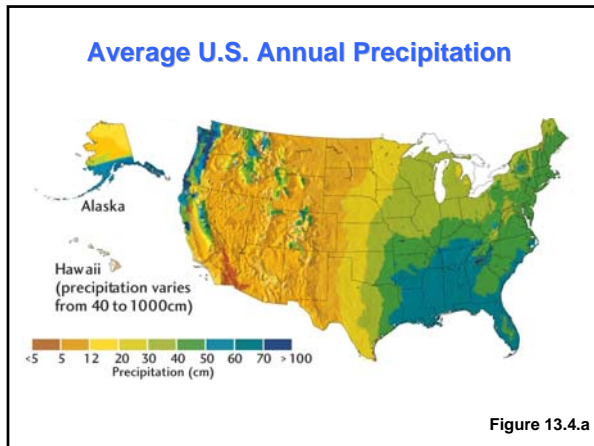 Average U.S. Annual Precipitation
Alaska
Hawaii
(precipitation varies
from 40 to 1000cm)
<5 5 12 20 30 40 50 60 70 >100
Precipitation (cm)
Figure 13.4.a